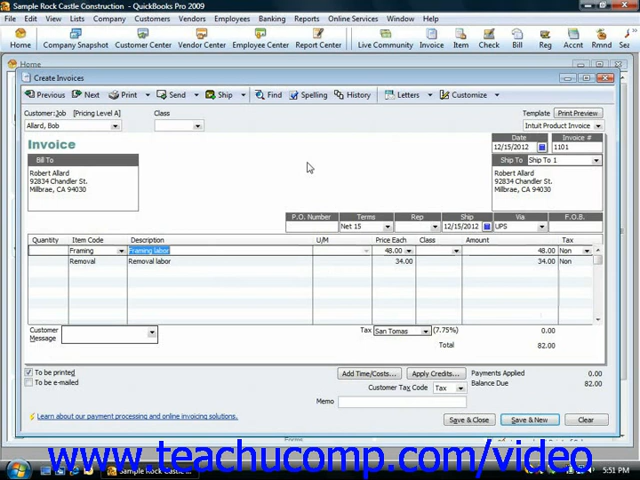 Sample Rock Castle Construction - QuickBooks Pro 2009
File Edit View Lists Company Customers Vendors Employees Banking Reports Online Services Window Help
Home Company Snapshot Customer Center Vendor Center Employee Center Report Center Live Community Invoice Item Check Bill Reg Accnt Rmnd Sea
Home
Create Invoices
Previous Next Print Send Ship Find Spelling History Letters Customize
Customer:Job [Pricing Level A] Class Template Print Preview
Allard, Bob Intuit Product Invoice
Invoice Date Invoice #
12/15/2012 1101
Bill To Ship To Ship To 1
Robert Allard Robert Allard
92834 Chandler St. 92834 Chandler St.
Millbrae, CA 94030 Millbrae, CA 94030
P.O. Number Terms Rep Ship Via F.O.B.
Net 15 12/15/2012 UPS
Quantity Item Code Description U/M Price Each Class Amount Tax
Framing Framing labor 48.00 48.00 Non
Removal Removal labor 34.00 34.00 Non
Customer Message Tax San Tomas (7.75%) 0.00
Total 82.00
To be printed Add Time/Costs... Apply Credits... Payments Applied 0.00
To be e-mailed Customer Tax Code Tax Balance Due 82.00
Memo
Learn about our payment processing and online invoicing solutions. Save & Close Save & New Clear
www.teachucomp.com/video
Sample Rock Castle 5:51 PM